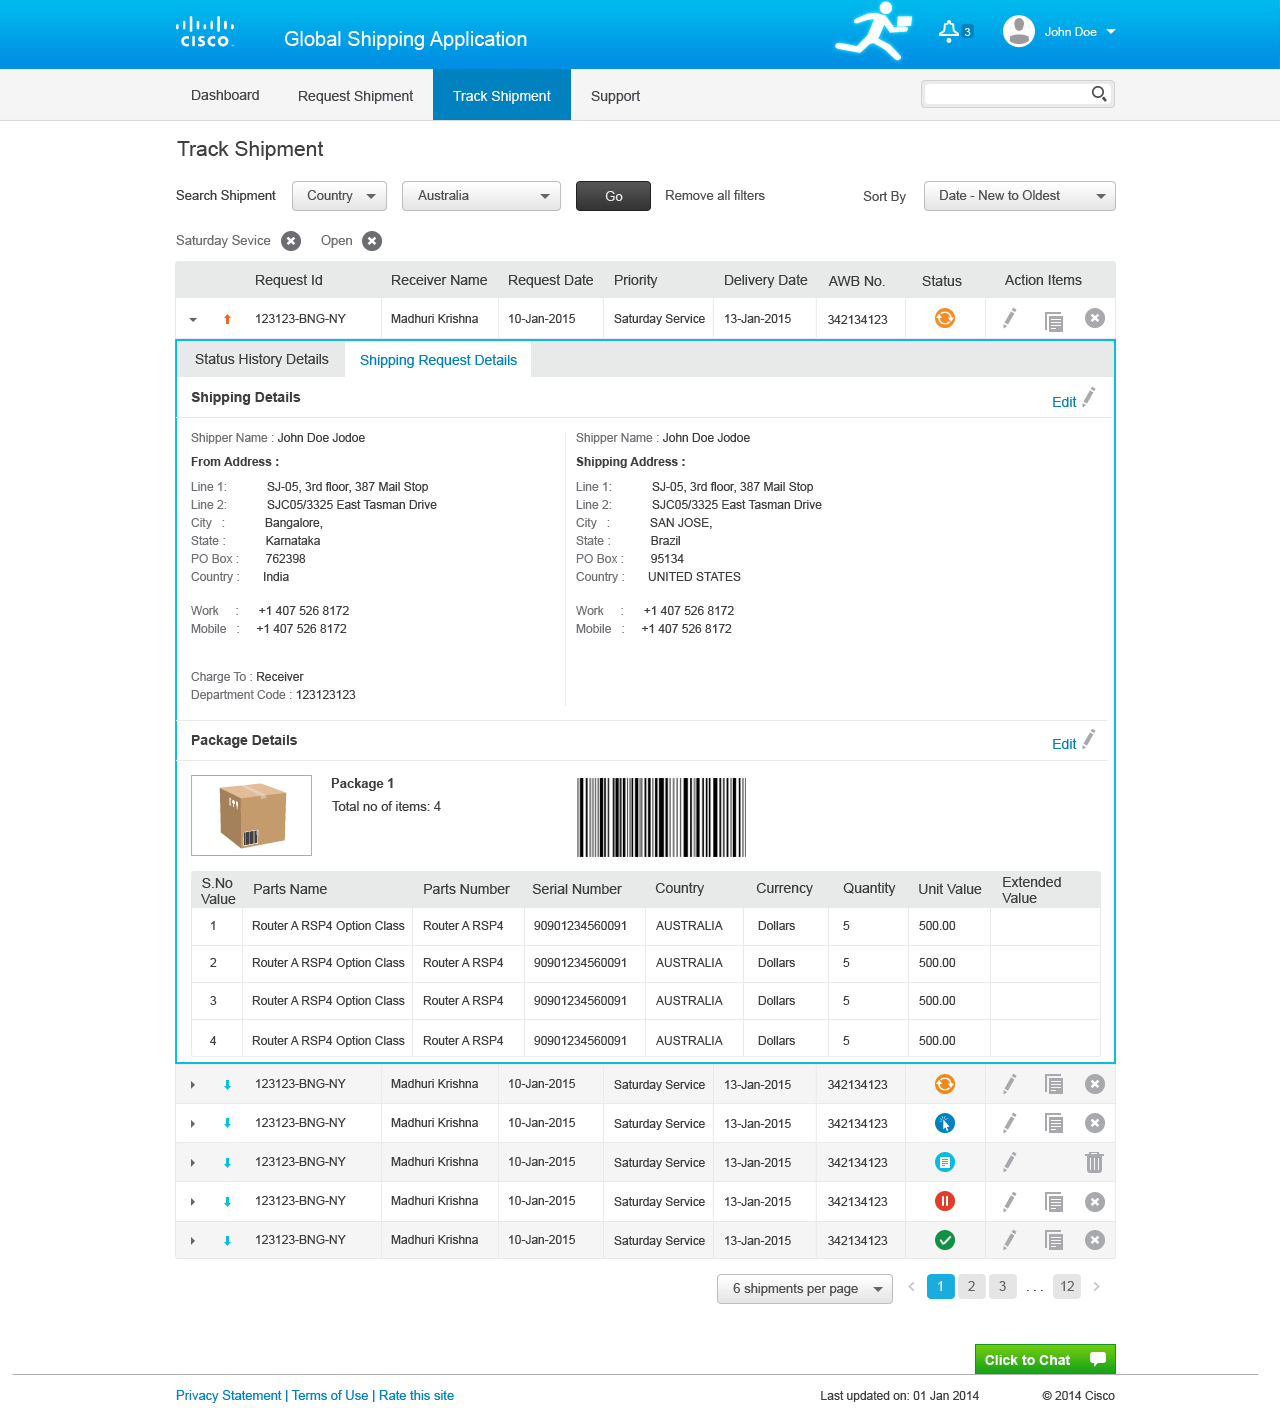 CISCO
Global Shipping Application
3
John Doe
Dashboard Request Shipment Track Shipment Support
Track Shipment
Search Shipment Country Australia Go Remove all filters Sort By Date - New to Oldest
Saturday Sevice Open
Request Id Receiver Name Request Date Priority Delivery Date AWB No. Status Action Items
123123-BNG-NY Madhuri Krishna 10-Jan-2015 Saturday Service 13-Jan-2015 342134123
Status History Details Shipping Request Details
Shipping Details Edit
Shipper Name : John Doe Jodoe
From Address :
Line 1: SJ-05, 3rd floor, 387 Mail Stop
Line 2: SJC05/3325 East Tasman Drive
City : Bangalore,
State : Karnataka
PO Box : 762398
Country : India
Work : +1 407 526 8172
Mobile : +1 407 526 8172
Charge To : Receiver
Department Code : 123123123
Shipper Name : John Doe Jodoe
Shipping Address :
Line 1: SJ-05, 3rd floor, 387 Mail Stop
Line 2: SJC05/3325 East Tasman Drive
City : SAN JOSE,
State : Brazil
PO Box : 95134
Country : UNITED STATES
Work : +1 407 526 8172
Mobile : +1 407 526 8172
Package Details Edit
Package 1
Total no of items: 4
S.No Value Parts Name Parts Number Serial Number Country Currency Quantity Unit Value Extended Value
1 Router A RSP4 Option Class Router A RSP4 90901234560091 AUSTRALIA Dollars 5 500.00
2 Router A RSP4 Option Class Router A RSP4 90901234560091 AUSTRALIA Dollars 5 500.00
3 Router A RSP4 Option Class Router A RSP4 90901234560091 AUSTRALIA Dollars 5 500.00
4 Router A RSP4 Option Class Router A RSP4 90901234560091 AUSTRALIA Dollars 5 500.00
123123-BNG-NY Madhuri Krishna 10-Jan-2015 Saturday Service 13-Jan-2015 342134123
123123-BNG-NY Madhuri Krishna 10-Jan-2015 Saturday Service 13-Jan-2015 342134123
123123-BNG-NY Madhuri Krishna 10-Jan-2015 Saturday Service 13-Jan-2015 342134123
123123-BNG-NY Madhuri Krishna 10-Jan-2015 Saturday Service 13-Jan-2015 342134123
123123-BNG-NY Madhuri Krishna 10-Jan-2015 Saturday Service 13-Jan-2015 342134123
6 shipments per page < 1 2 3 . . . 12 >
Click to Chat
Privacy Statement | Terms of Use | Rate this site Last updated on: 01 Jan 2014 © 2014 Cisco